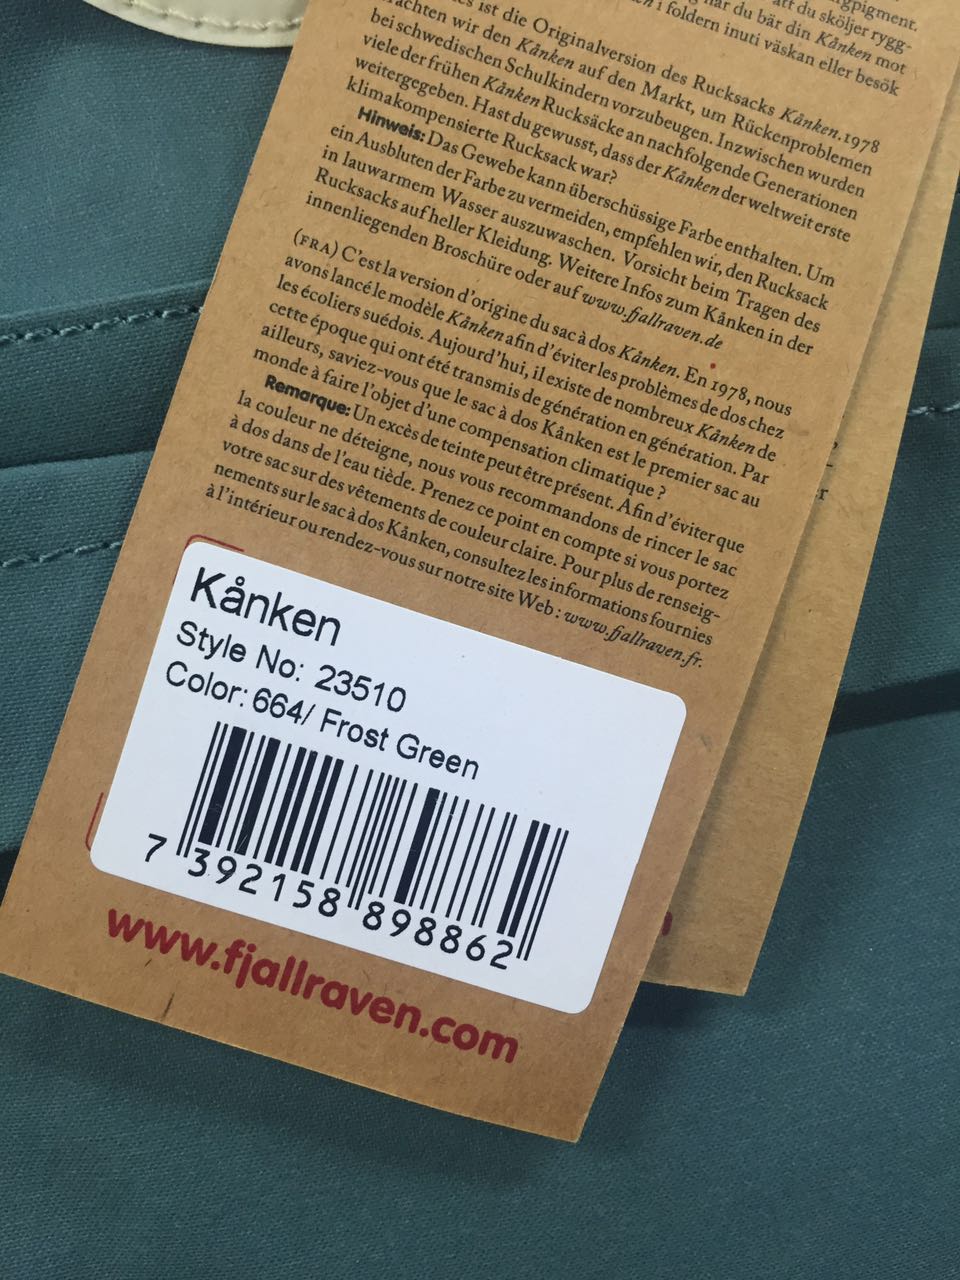 ngpigment.
att du sköljer rygg-
når du bär din Kånken mot
i foldern inuti väskan eller besök
es ist die Originalversion des Rucksacks Kånken. 1978
brachten wir den Kånken auf den Markt, um Rückenproblemen
bei schwedischen Schulkindern vorzubeugen. Inzwischen wurden
viele der frühen Kånken Rucksäcke an nachfolgende Generationen
weitergegeben. Hast du gewusst, dass der Kånken der weltweit erste
klimakompensierte Rucksack war?
Hinweis: Das Gewebe kann überschüssige Farbe enthalten. Um
ein Ausbluten der Farbe zu vermeiden, empfehlen wir, den Rucksack
in lauwarmem Wasser auszuwaschen. Vorsicht beim Tragen des
Rucksacks auf heller Kleidung. Weitere Infos zum Kånken in der
innenliegenden Broschüre oder auf www.fjallraven.de
(FRA) C'est la version d'origine du sac à dos Kånken. En 1978, nous
avons lancé le modèle Kånken afin d'éviter les problèmes de dos chez
les écoliers suédois. Aujourd'hui, il existe de nombreux Kånken de
cette époque qui ont été transmis de génération en génération. Par
ailleurs, saviez-vous que le sac à dos Kånken est le premier sac au
monde à faire l'objet d'une compensation climatique ?
Remarque: Un excès de teinte peut être présent. Afin d'éviter que
la couleur ne déteigne, nous vous recommandons de rincer le sac
à dos dans de l'eau tiède. Prenez ce point en compte si vous portez
votre sac sur des vêtements de couleur claire. Pour plus de renseig-
nements sur le sac à dos Kånken, consultez les informations fournies
à l'intérieur ou rendez-vous sur notre site Web : www.fjallraven.fr.
Kånken
Style No: 23510
Color: 664/ Frost Green
7 392158 898862
www.fjallraven.com